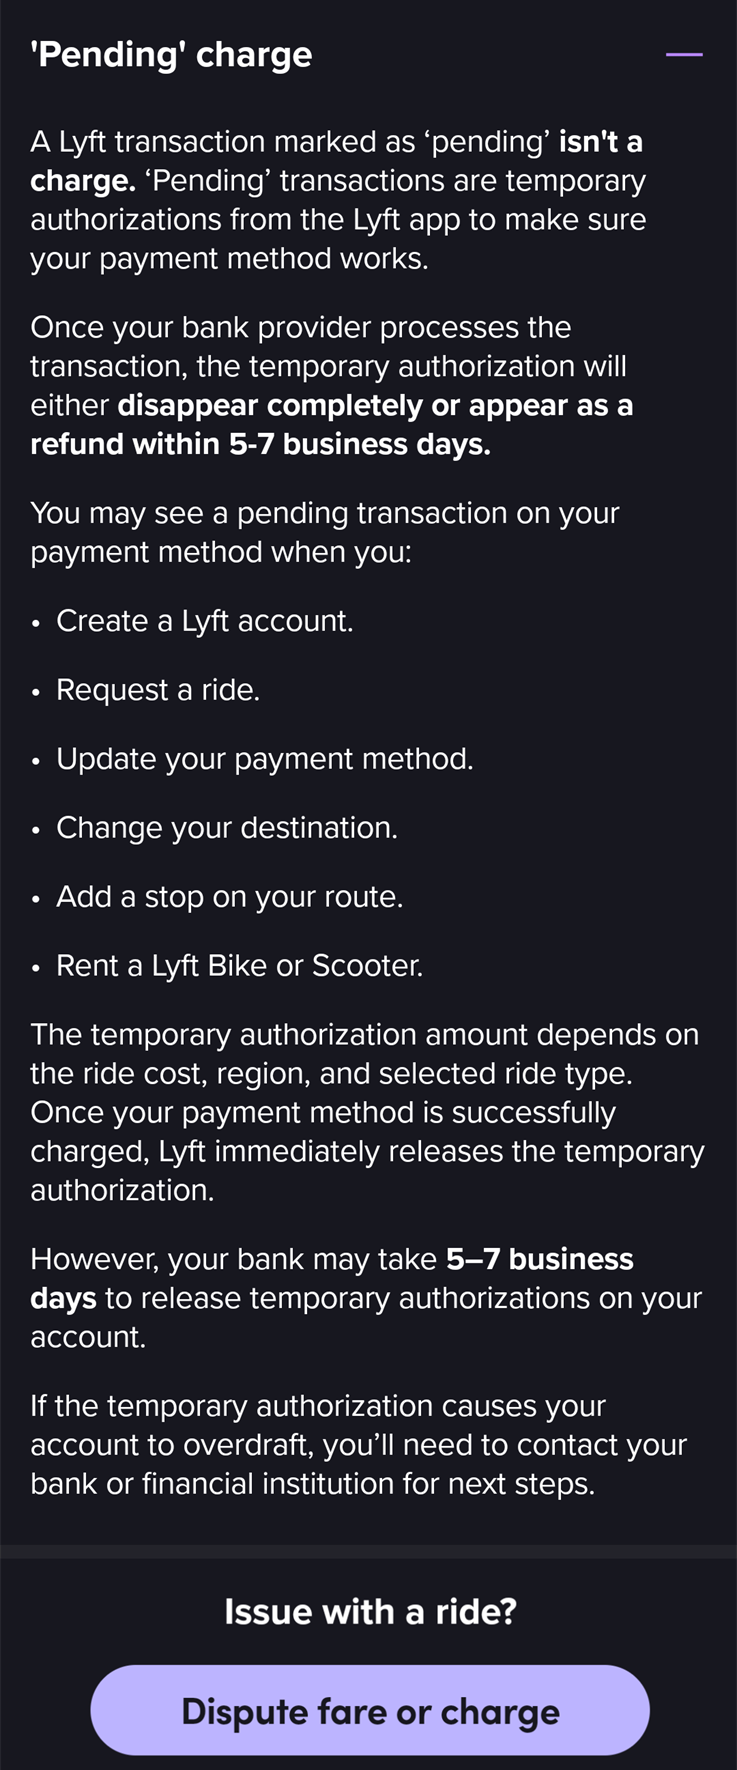 'Pending' charge
A Lyft transaction marked as ‘pending’ isn't a
charge. ‘Pending’ transactions are temporary
authorizations from the Lyft app to make sure
your payment method works.
Once your bank provider processes the
transaction, the temporary authorization will
either disappear completely or appear as a
refund within 5-7 business days.
You may see a pending transaction on your
payment method when you:
• Create a Lyft account.
• Request a ride.
• Update your payment method.
• Change your destination.
• Add a stop on your route.
• Rent a Lyft Bike or Scooter.
The temporary authorization amount depends on
the ride cost, region, and selected ride type.
Once your payment method is successfully
charged, Lyft immediately releases the temporary
authorization.
However, your bank may take 5–7 business
days to release temporary authorizations on your
account.
If the temporary authorization causes your
account to overdraft, you’ll need to contact your
bank or financial institution for next steps.
Issue with a ride?
Dispute fare or charge